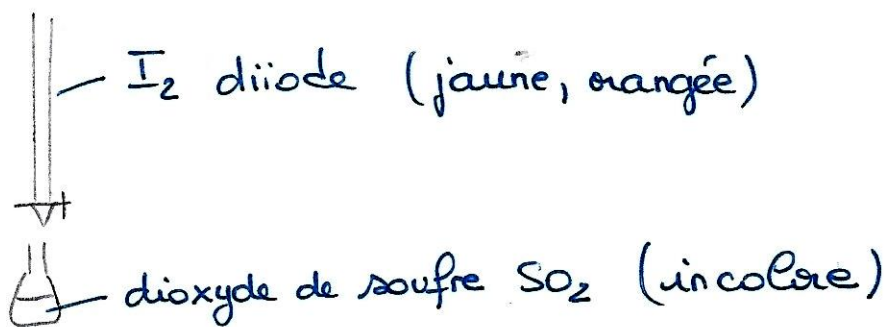 I₂ diiode (jaune, orangée)
dioxyde de soufre SO₂ (incolore)